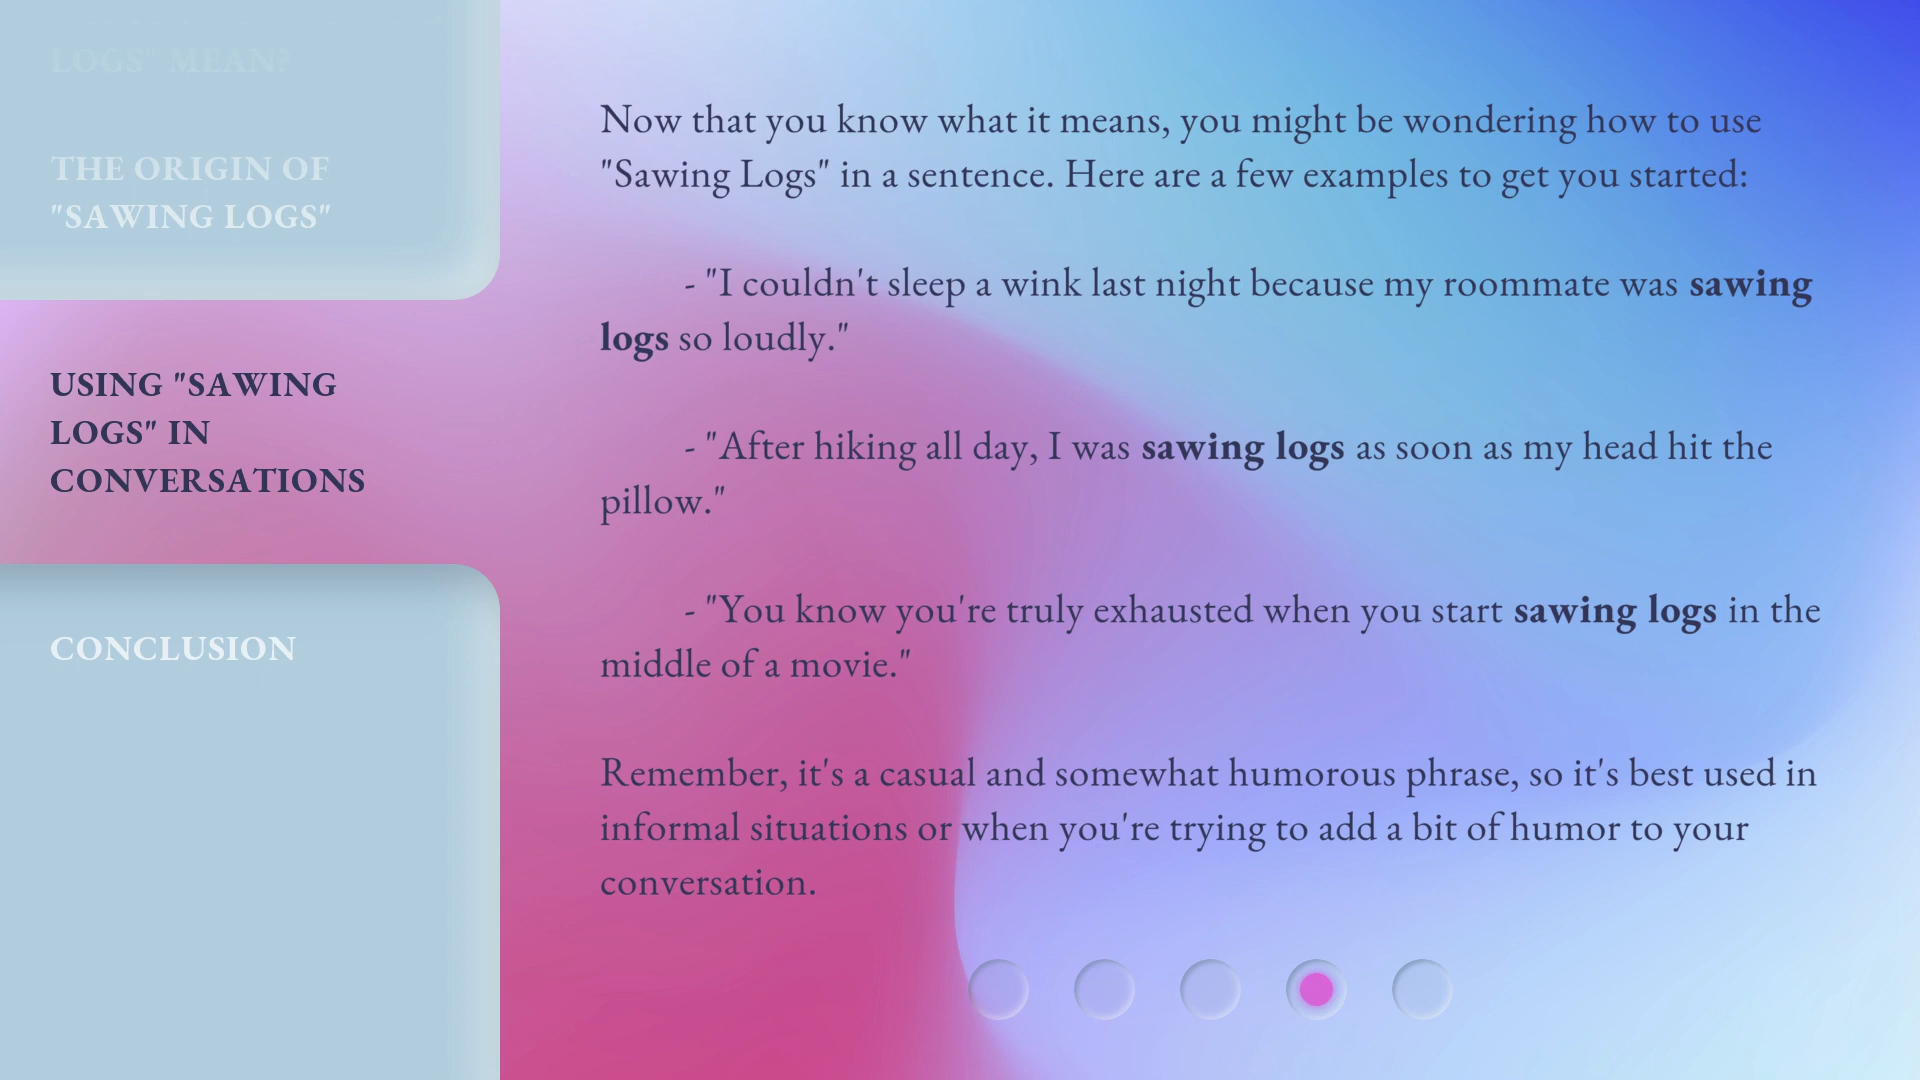 LOGS" MEAN?
THE ORIGIN OF
"SAWING LOGS"
USING "SAWING
LOGS" IN
CONVERSATIONS
CONCLUSION
Now that you know what it means, you might be wondering how to use
"Sawing Logs" in a sentence. Here are a few examples to get you started:
- "I couldn't sleep a wink last night because my roommate was sawing
logs so loudly."
- "After hiking all day, I was sawing logs as soon as my head hit the
pillow."
- "You know you're truly exhausted when you start sawing logs in the
middle of a movie."
Remember, it's a casual and somewhat humorous phrase, so it's best used in
informal situations or when you're trying to add a bit of humor to your
conversation.